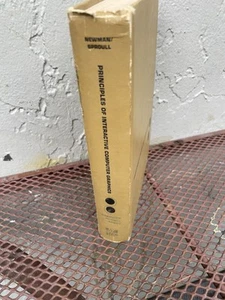 NEWMAN
SPROULL
PRINCIPLES OF INTERACTIVE COMPUTER GRAPHICS